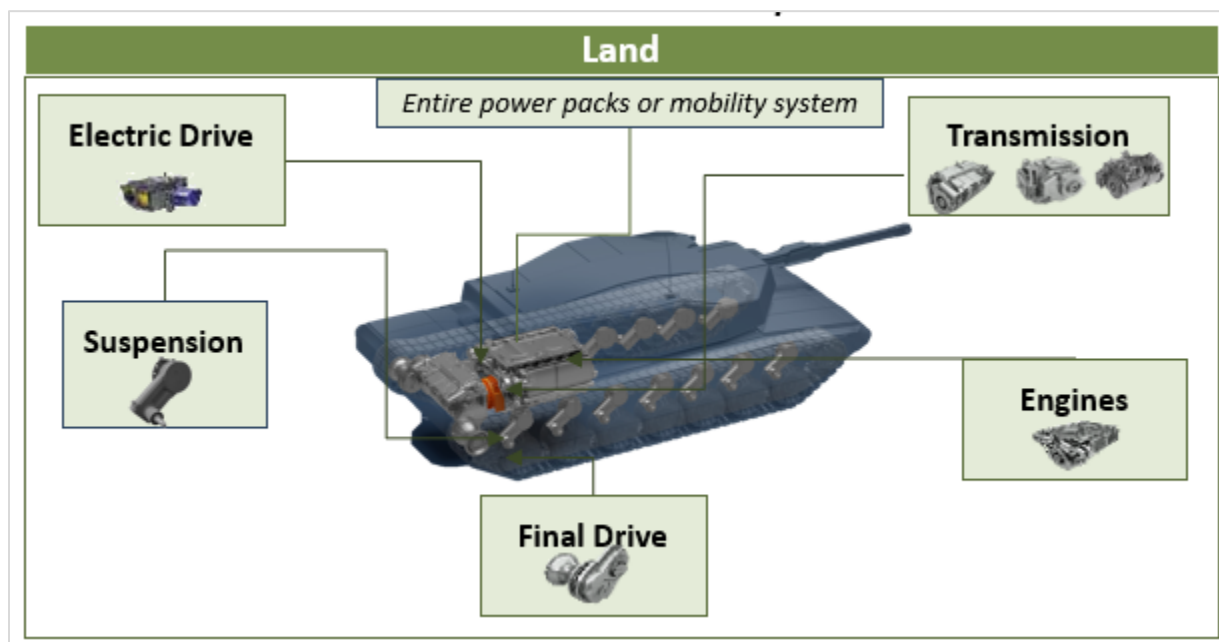 Land
Entire power packs or mobility system
Electric Drive
Transmission
Suspension
Engines
Final Drive